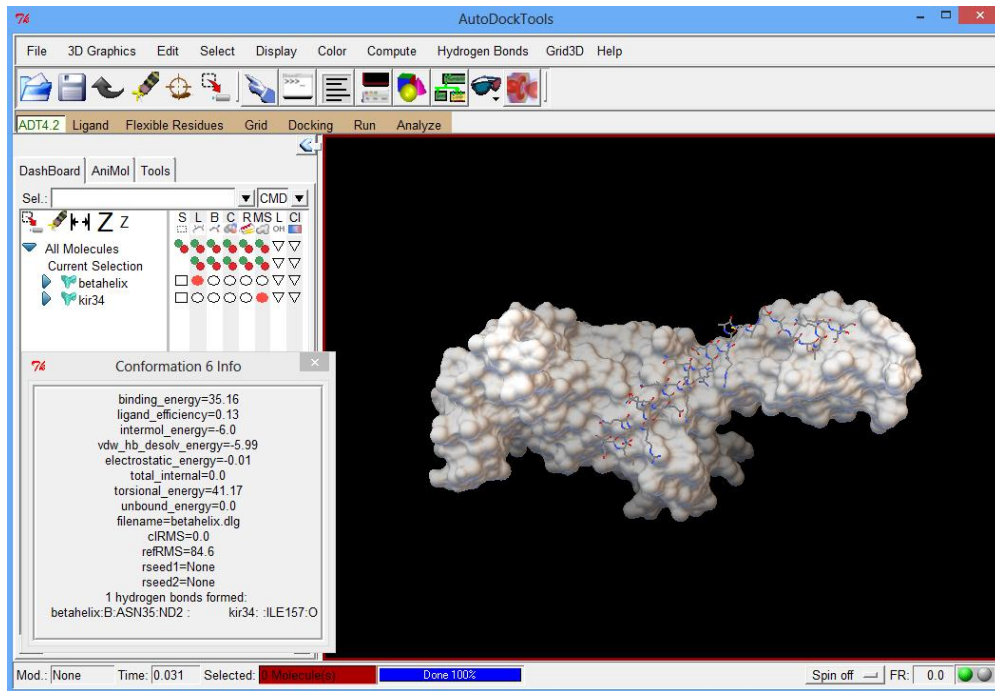 AutoDockTools
File 3D Graphics Edit Select Display Color Compute Hydrogen Bonds Grid3D Help
ADT4.2 Ligand Flexible Residues Grid Docking Run Analyze
DashBoard AniMol Tools
Sel.: CMD
Z Z S L B C R MS L Cl
OH
All Molecules
Current Selection
betahelix
kir34
Conformation 6 Info
binding_energy=35.16
ligand_efficiency=0.13
intermol_energy=-6.0
vdw_hb_desolv_energy=-5.99
electrostatic_energy=-0.01
total_internal=0.0
torsional_energy=41.17
unbound_energy=0.0
filename=betahelix.dlg
clRMS=0.0
refRMS=84.6
rseed1=None
rseed2=None
1 hydrogen bonds formed:
betahelix:B:ASN35:ND2 : kir34: :ILE157:O
Mod.: None Time: 0.031 Selected: 0 Molecule(s) Done 100% Spin off FR: 0.0